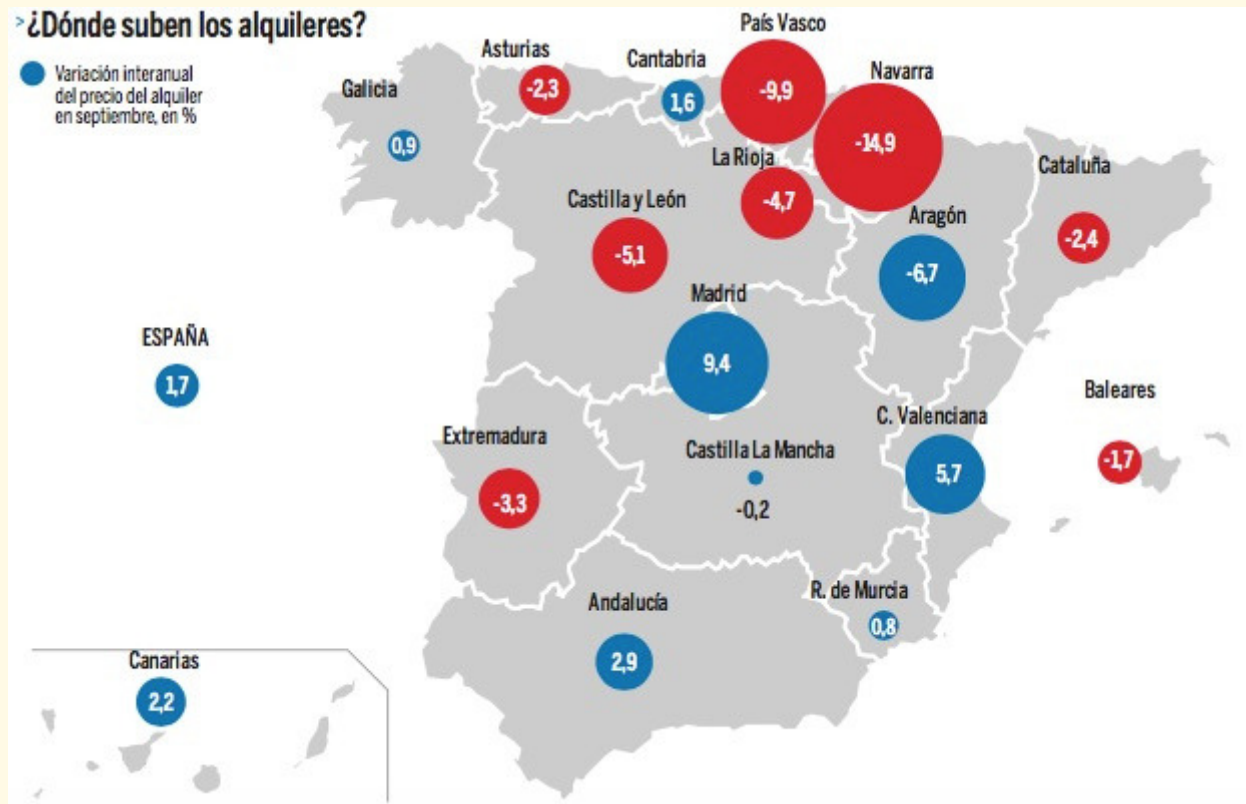 > ¿Dónde suben los alquileres?
Variación interanual
del precio del alquiler
en septiembre, en %
País Vasco
-9,9
Asturias
-2,3
Cantabria
1,6
Navarra
-14,9
Galicia
0,9
La Rioja
-4,7
Cataluña
-2,4
Castilla y León
-5,1
Aragón
-6,7
Madrid
9,4
ESPAÑA
1,7
Baleares
-1,7
C. Valenciana
5,7
Extremadura
-3,3
Castilla La Mancha
-0,2
R. de Murcia
0,8
Andalucía
2,9
Canarias
2,2